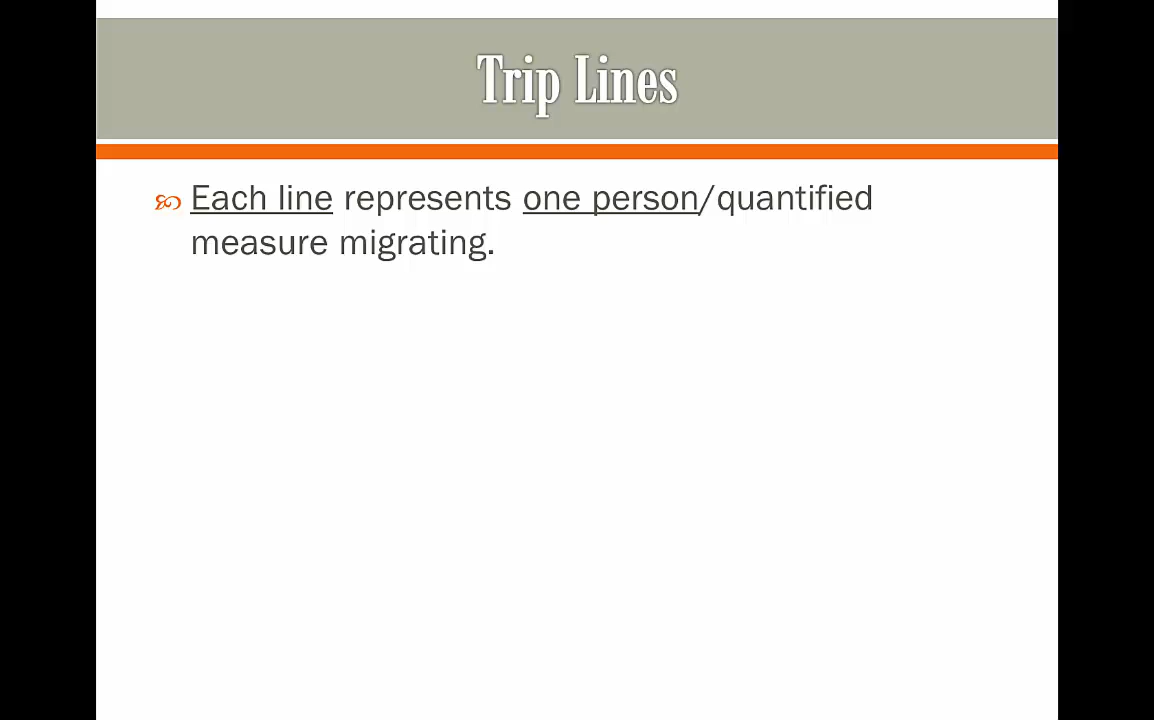 Trip Lines
Each line represents one person/quantified
measure migrating.